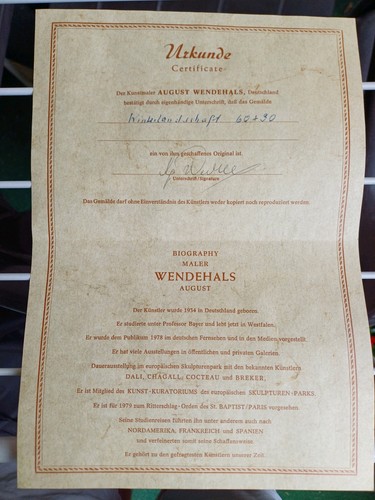 Urkunde
Certificate
Der Kunstmaler AUGUST WENDEHALS, Deutschland
bestätigt durch eigenhändige Unterschrift, daß das Gemälde
Winterlandschaft 60+90
ein von ihm geschaffenes Original ist.
Unterschrift/Signature
Das Gemälde darf ohne Einverständnis des Künstlers weder kopiert noch reproduziert werden.
BIOGRAPHY
MALER
WENDEHALS
AUGUST
Der Künstler wurde 1934 in Deutschland geboren.
Er studierte unter Professor Bayer und lebt jetzt in Westfalen.
Er wurde dem Publikum 1978 im deutschen Fernsehen und in den Medien vorgestellt.
Er hat viele Ausstellungen in öffentlichen und privaten Galerien.
Dauerausstellung im europäischen Skulpturenpark mit den bekannten Künstlern
DALI, CHAGALL, COCTEAU und BREKER.
Er ist Mitglied des KUNST-KURATORIUMS des europäischen SKULPTUREN-PARKS.
Er ist für 1979 zum Ritterschlag-Orden des St. BAPTIST/PARIS vorgesehen.
Seine Studienreisen führten ihn unter anderem auch nach
NORDAMERIKA, FRANKREICH und SPANIEN
und verfeinerten somit seine Schaffensweise.
Er gehört zu den gefragtesten Künstlern unserer Zeit.